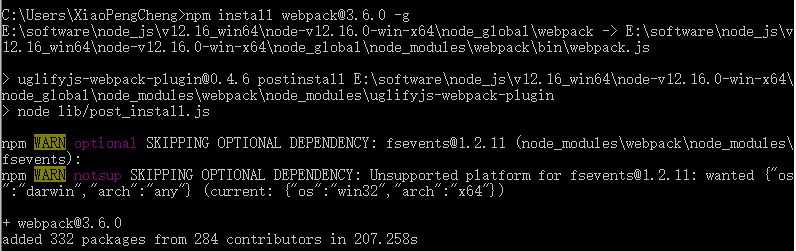 C:\Users\XiaoPengCheng>npm install webpack@3.6.0 -g
E:\software\node_js\v12.16_win64\node-v12.16.0-win-x64\node_global\webpack -> E:\software\node_js\v
12.16_win64\node-v12.16.0-win-x64\node_global\node_modules\webpack\bin\webpack.js
> uglifyjs-webpack-plugin@0.4.6 postinstall E:\software\node_js\v12.16_win64\node-v12.16.0-win-x64\
node_global\node_modules\webpack\node_modules\uglifyjs-webpack-plugin
> node lib/post_install.js
npm WARN optional SKIPPING OPTIONAL DEPENDENCY: fsevents@1.2.11 (node_modules\webpack\node_modules\
fsevents):
npm WARN notsup SKIPPING OPTIONAL DEPENDENCY: Unsupported platform for fsevents@1.2.11: wanted {"os
":"darwin","arch":"any"} (current: {"os":"win32","arch":"x64"})
+ webpack@3.6.0
added 332 packages from 284 contributors in 207.258s